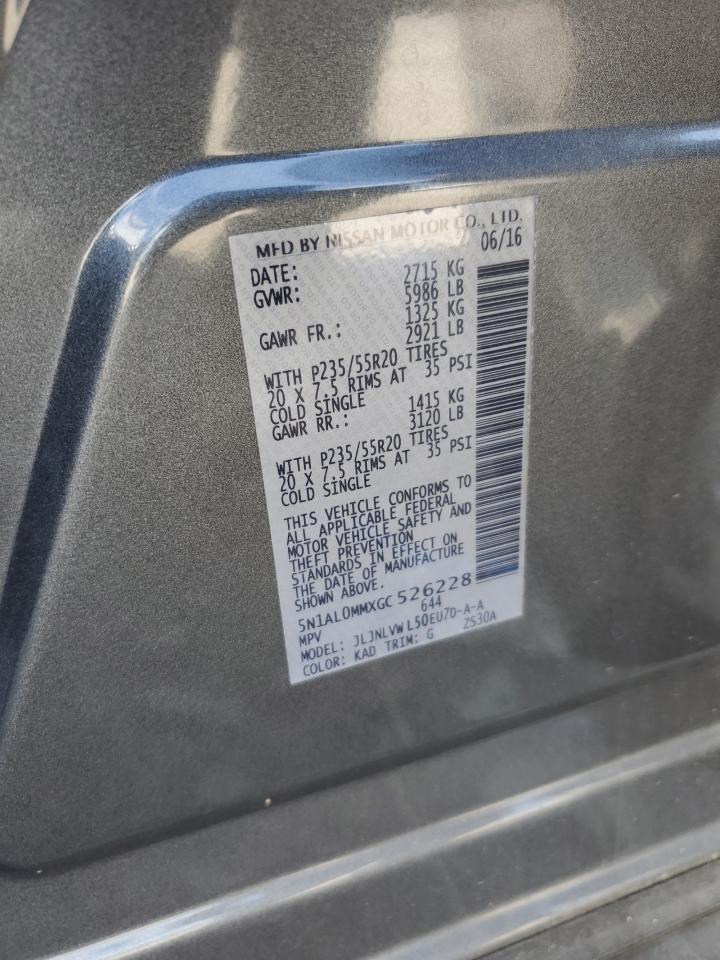 MFD BY NISSAN MOTOR CO., LTD.
DATE: 06/16
GVWR: 2715 KG
5986 LB
GAWR FR.: 1325 KG
2921 LB
WITH P235/55R20 TIRES
20 X 7.5 RIMS AT 35 PSI
COLD SINGLE
GAWR RR.: 1415 KG
3120 LB
WITH P235/55R20 TIRES
20 X 7.5 RIMS AT 35 PSI
COLD SINGLE
THIS VEHICLE CONFORMS TO
ALL APPLICABLE FEDERAL
MOTOR VEHICLE SAFETY AND
THEFT PREVENTION
STANDARDS IN EFFECT ON
THE DATE OF MANUFACTURE
SHOWN ABOVE.
5N1AL0MMXGC526228
MPV 644
MODEL: JLJNLVWL50EU7D-A-A
COLOR: KAD TRIM: G Z530A